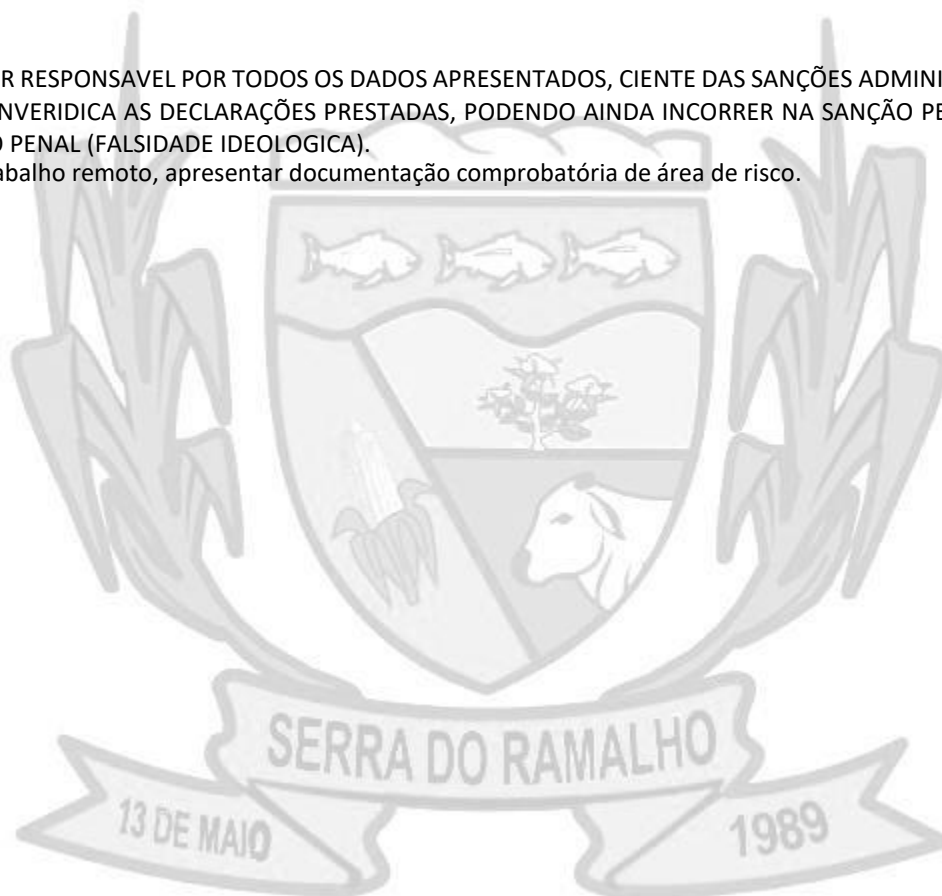 R RESPONSAVEL POR TODOS OS DADOS APRESENTADOS, CIENTE DAS SANÇÕES ADMINI
NVERIDICA AS DECLARAÇÕES PRESTADAS, PODENDO AINDA INCORRER NA SANÇÃO PE
O PENAL (FALSIDADE IDEOLOGICA).
abalho remoto, apresentar documentação comprobatória de área de risco.
SERRA DO RAMALHO
13 DE MAIO
1989